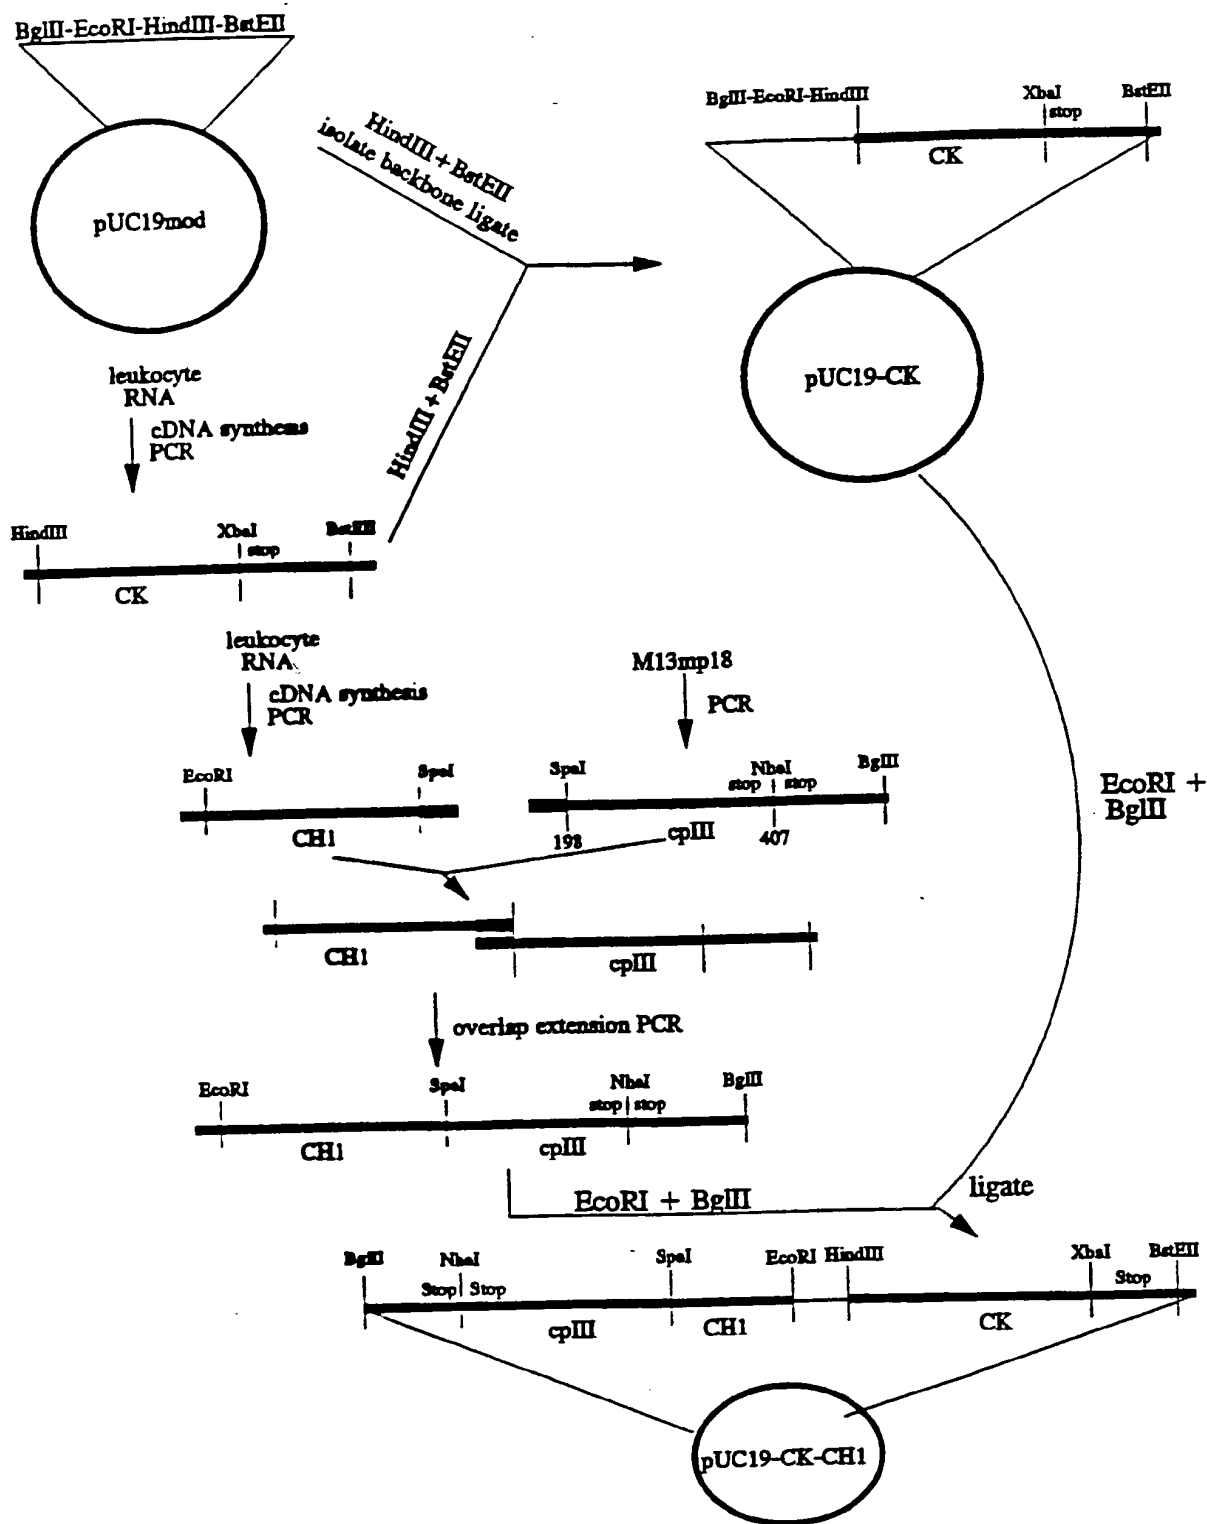 BglII-EcoRI-HindIII-BstEII
pUC19mod
HindIII + BstEII
isolate backbone ligate
BglII-EcoRI-HindIII
XbaI
stop
BstEII
CK
pUC19-CK
leukocyte
RNA
cDNA synthesis
PCR
HindIII + BstEII
HindIII
XbaI
stop
BstEII
CK
leukocyte
RNA
cDNA synthesis
PCR
M13mp18
PCR
EcoRI
SpeI
CH1
SpeI
NheI
stop
stop
BglII
198
cpIII
407
EcoRI +
BglII
CH1
cpIII
overlap extension PCR
EcoRI
SpeI
NheI
stop
stop
BglII
CH1
cpIII
EcoRI + BglII
ligate
BglII
NheI
Stop
Stop
SpeI
EcoRI
HindIII
XbaI
Stop
BstEII
cpIII
CH1
CK
pUC19-CK-CH1